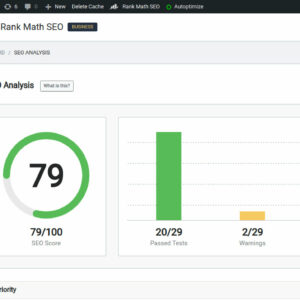 6 0 New Delete Cache Rank Math SEO Autoptimize
Rank Math SEO BUSINESS
/ SEO ANALYSIS
Analysis What is this?
79
79/100
SEO Score
20/29
Passed Tests
2/29
Warnings